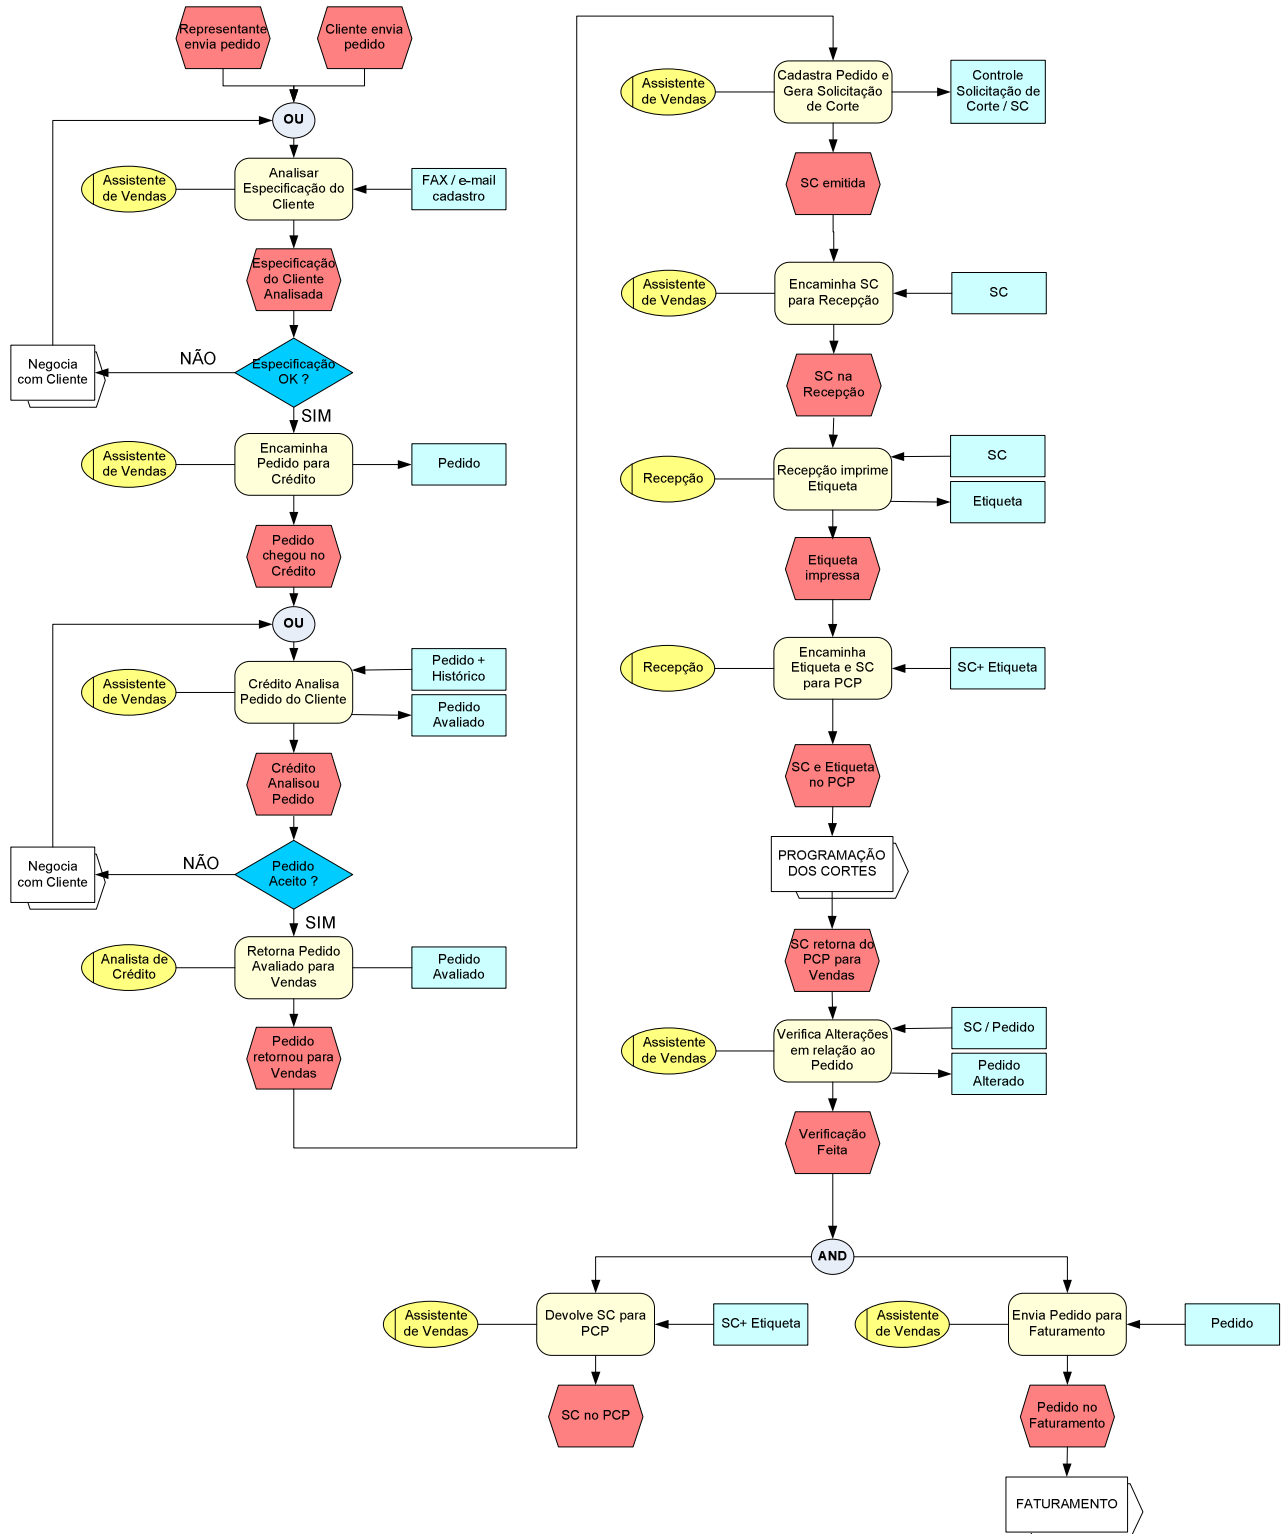 Representante
envia pedido
Cliente envia
pedido
OU
Assistente
de Vendas
Analisar
Especificação do
Cliente
FAX / e-mail
cadastro
Especificação
do Cliente
Analisada
Negocia
com Cliente
NÃO
Especificação
OK ?
SIM
Assistente
de Vendas
Encaminha
Pedido para
Crédito
Pedido
Pedido
chegou no
Crédito
OU
Assistente
de Vendas
Crédito Analisa
Pedido do Cliente
Pedido +
Histórico
Pedido
Avaliado
Crédito
Analisou
Pedido
Negocia
com Cliente
NÃO
Pedido
Aceito ?
SIM
Analista de
Crédito
Retorna Pedido
Avaliado para
Vendas
Pedido
Avaliado
Pedido
retornou para
Vendas
Assistente
de Vendas
Cadastra Pedido e
Gera Solicitação
de Corte
Controle
Solicitação de
Corte / SC
SC emitida
Assistente
de Vendas
Encaminha SC
para Recepção
SC
SC na
Recepção
Recepção
Recepção imprime
Etiqueta
SC
Etiqueta
Etiqueta
impressa
Recepção
Encaminha
Etiqueta e SC
para PCP
SC+ Etiqueta
SC e Etiqueta
no PCP
PROGRAMAÇÃO
DOS CORTES
SC retorna do
PCP para
Vendas
Assistente
de Vendas
Verifica Alterações
em relação ao
Pedido
SC / Pedido
Pedido
Alterado
Verificação
Feita
AND
Assistente
de Vendas
Devolve SC para
PCP
SC+ Etiqueta
SC no PCP
Assistente
de Vendas
Envia Pedido para
Faturamento
Pedido
Pedido no
Faturamento
FATURAMENTO